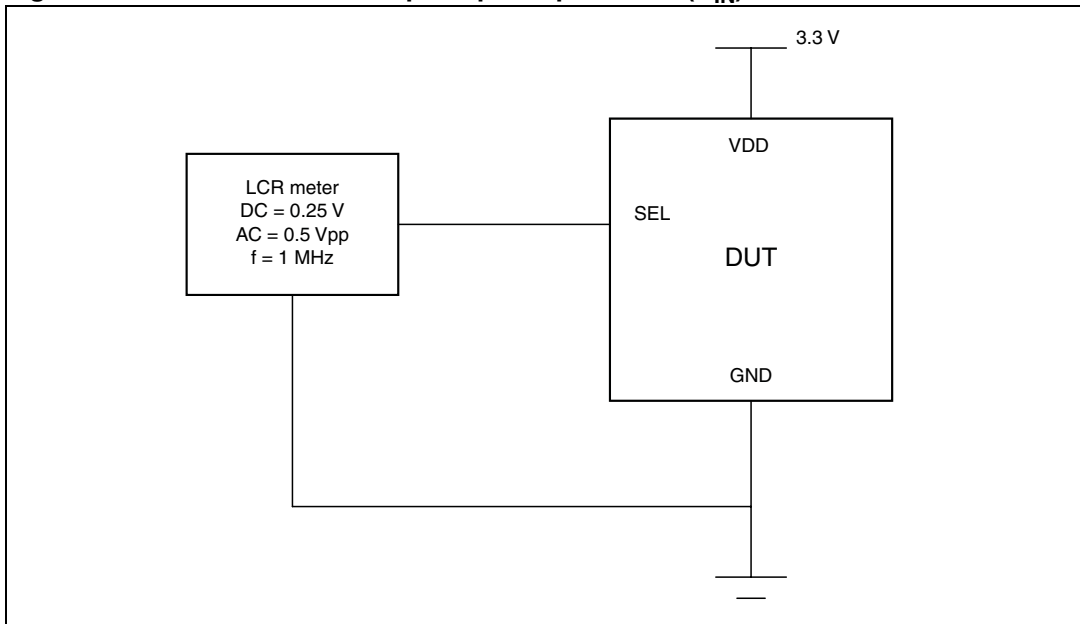 3.3 V
VDD
LCR meter
DC = 0.25 V
AC = 0.5 Vpp
f = 1 MHz
SEL
DUT
GND